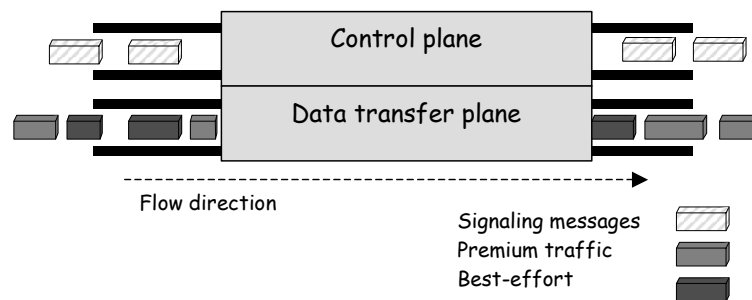 Control plane
Data transfer plane
Flow direction
Signaling messages
Premium traffic
Best-effort